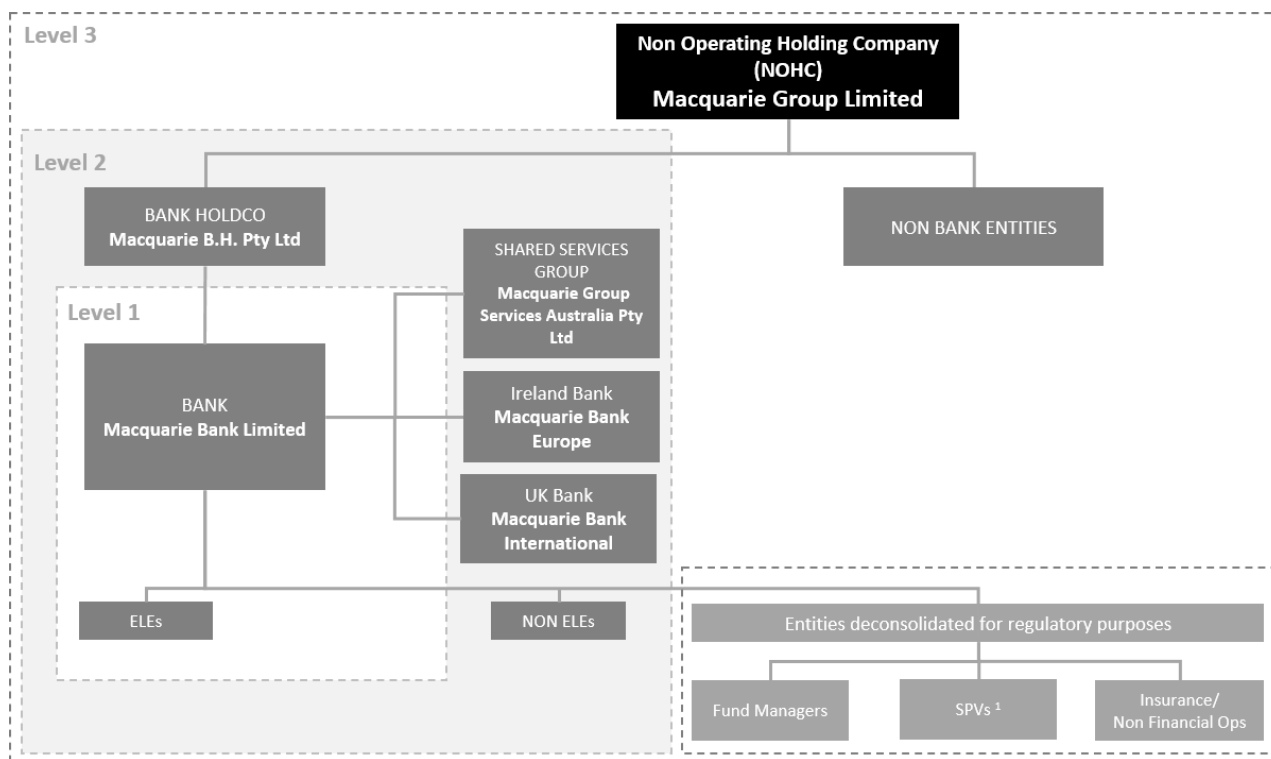 Level 3
Non Operating Holding Company
(NOHC)
Macquarie Group Limited
Level 2
BANK HOLDCO
Macquarie B.H. Pty Ltd
NON BANK ENTITIES
SHARED SERVICES
GROUP
Macquarie Group
Services Australia Pty
Ltd
Level 1
BANK
Macquarie Bank Limited
Ireland Bank
Macquarie Bank
Europe
UK Bank
Macquarie Bank
International
ELEs
NON ELEs
Entities deconsolidated for regulatory purposes
Fund Managers
SPVs ¹
Insurance/
Non Financial Ops